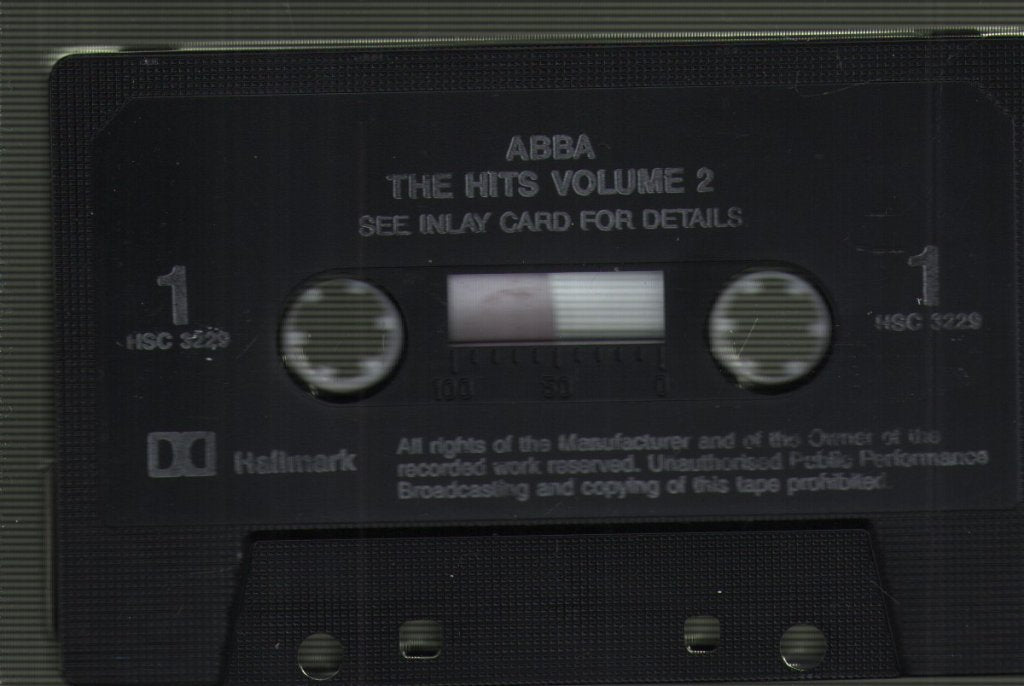 ABBA
THE HITS VOLUME 2
SEE INLAY CARD FOR DETAILS
1
HSC 3229
1
HSC 3229
100 50 0
Hallmark
All rights of the Manufacturer and of the Owner of the
recorded work reserved. Unauthorised Public Performance
Broadcasting and copying of this tape prohibited.